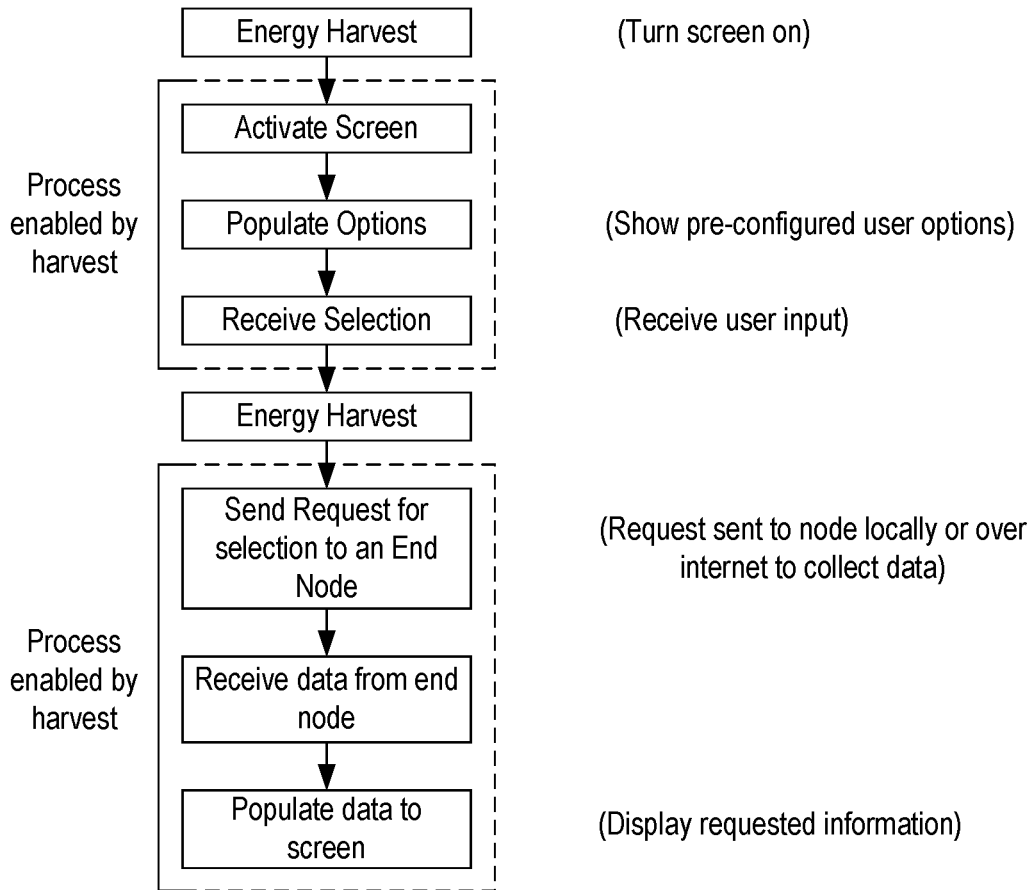 Energy Harvest
(Turn screen on)
Activate Screen
Process
enabled by
harvest
Populate Options
(Show pre-configured user options)
Receive Selection
(Receive user input)
Energy Harvest
Send Request for
selection to an End
Node
(Request sent to node locally or over
internet to collect data)
Process
enabled by
harvest
Receive data from end
node
Populate data to
screen
(Display requested information)